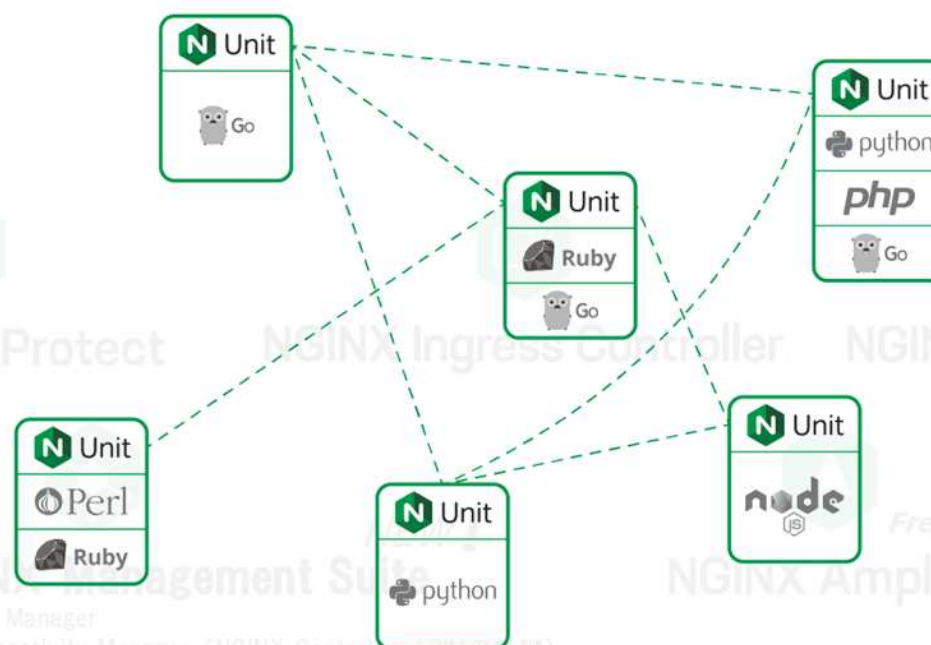 N Unit
Go
N Unit
python
php
Go
N Unit
Ruby
Go
Protect
NGINX Ingress Controller
N Unit
node
JS
N Unit
Perl
Ruby
N Unit
python
Management Suite
NGINX Ampl
Manager